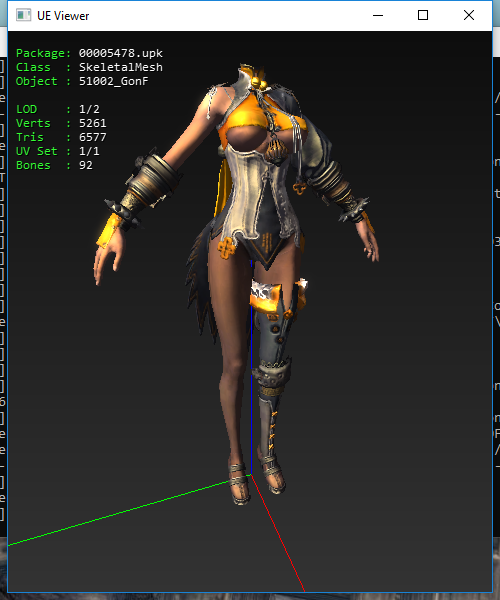 UE Viewer
Package: 00005478.upk
Class : SkeletalMesh
Object : 51002_GonF
LOD : 1/2
Verts : 5261
Tris : 6577
UV Set : 1/1
Bones : 92